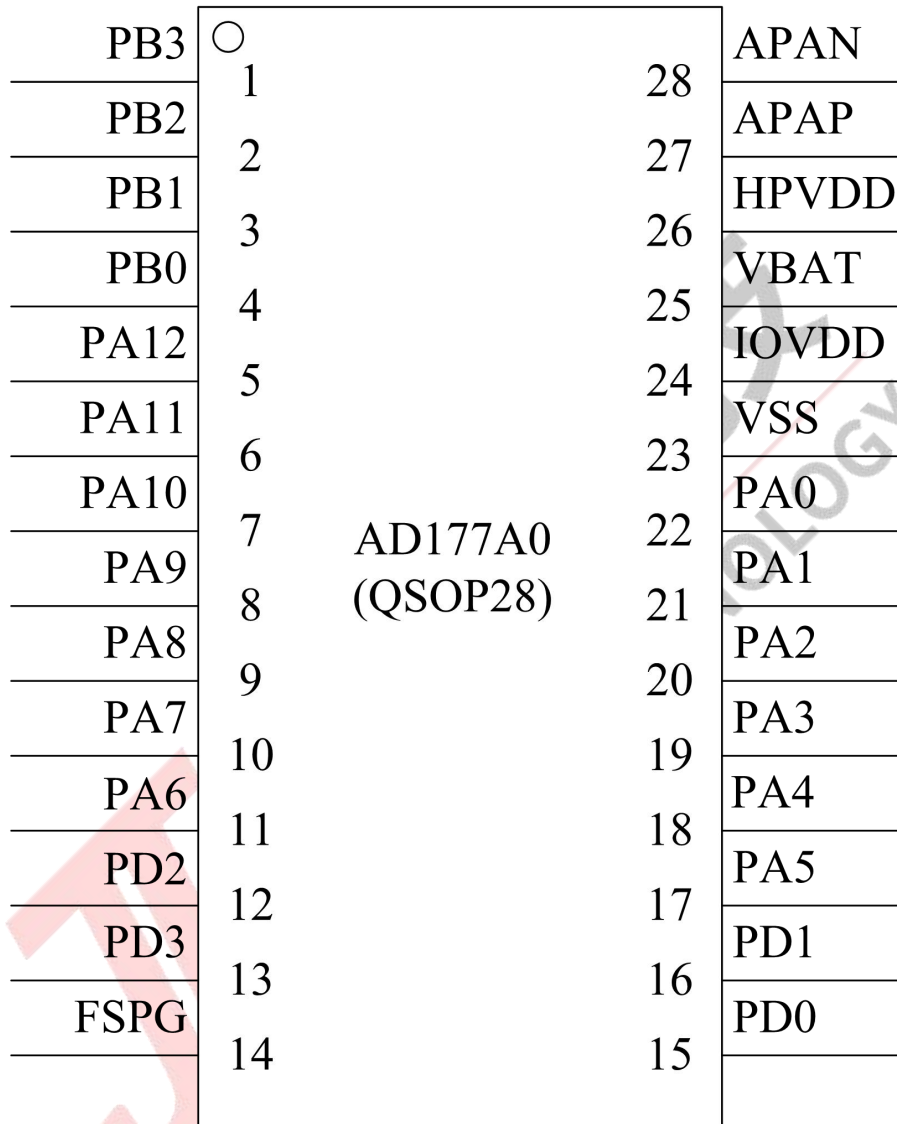 PB3 1 28 APAN
PB2 2 27 APAP
PB1 3 26 HPVDD
PB0 4 25 VBAT
PA12 5 24 IOVDD
PA11 6 23 VSS
PA10 7 22 PA0
PA9 8 21 PA1
PA8 9 20 PA2
PA7 10 19 PA3
PA6 11 18 PA4
PD2 12 17 PA5
PD3 13 16 PD1
FSPG 14 15 PD0
AD177A0
(QSOP28)